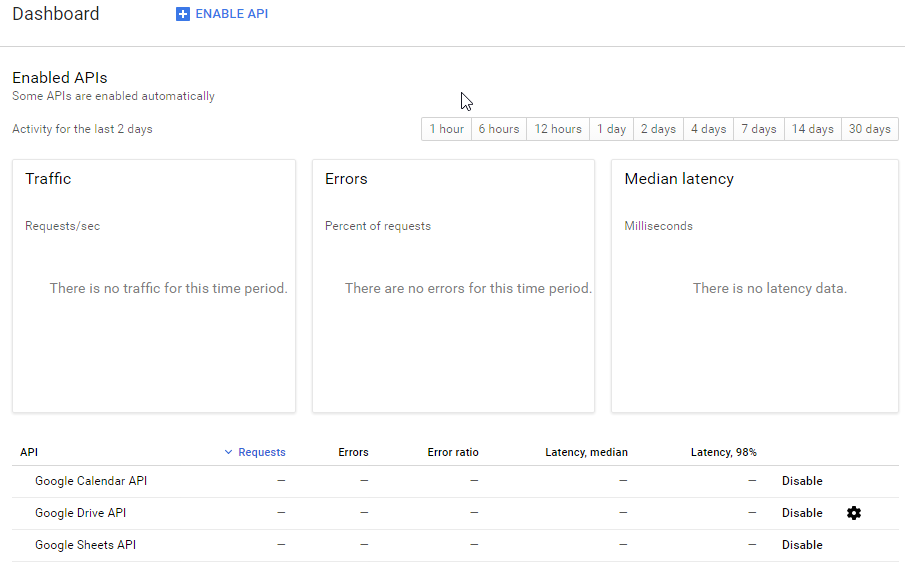 Dashboard ENABLE API
Enabled APIs
Some APIs are enabled automatically
Activity for the last 2 days 1 hour 6 hours 12 hours 1 day 2 days 4 days 7 days 14 days 30 days
Traffic Errors Median latency
Requests/sec Percent of requests Milliseconds
There is no traffic for this time period. There are no errors for this time period. There is no latency data.
API Requests Errors Error ratio Latency, median Latency, 98%
Google Calendar API — — — — — Disable
Google Drive API — — — — — Disable
Google Sheets API — — — — — Disable